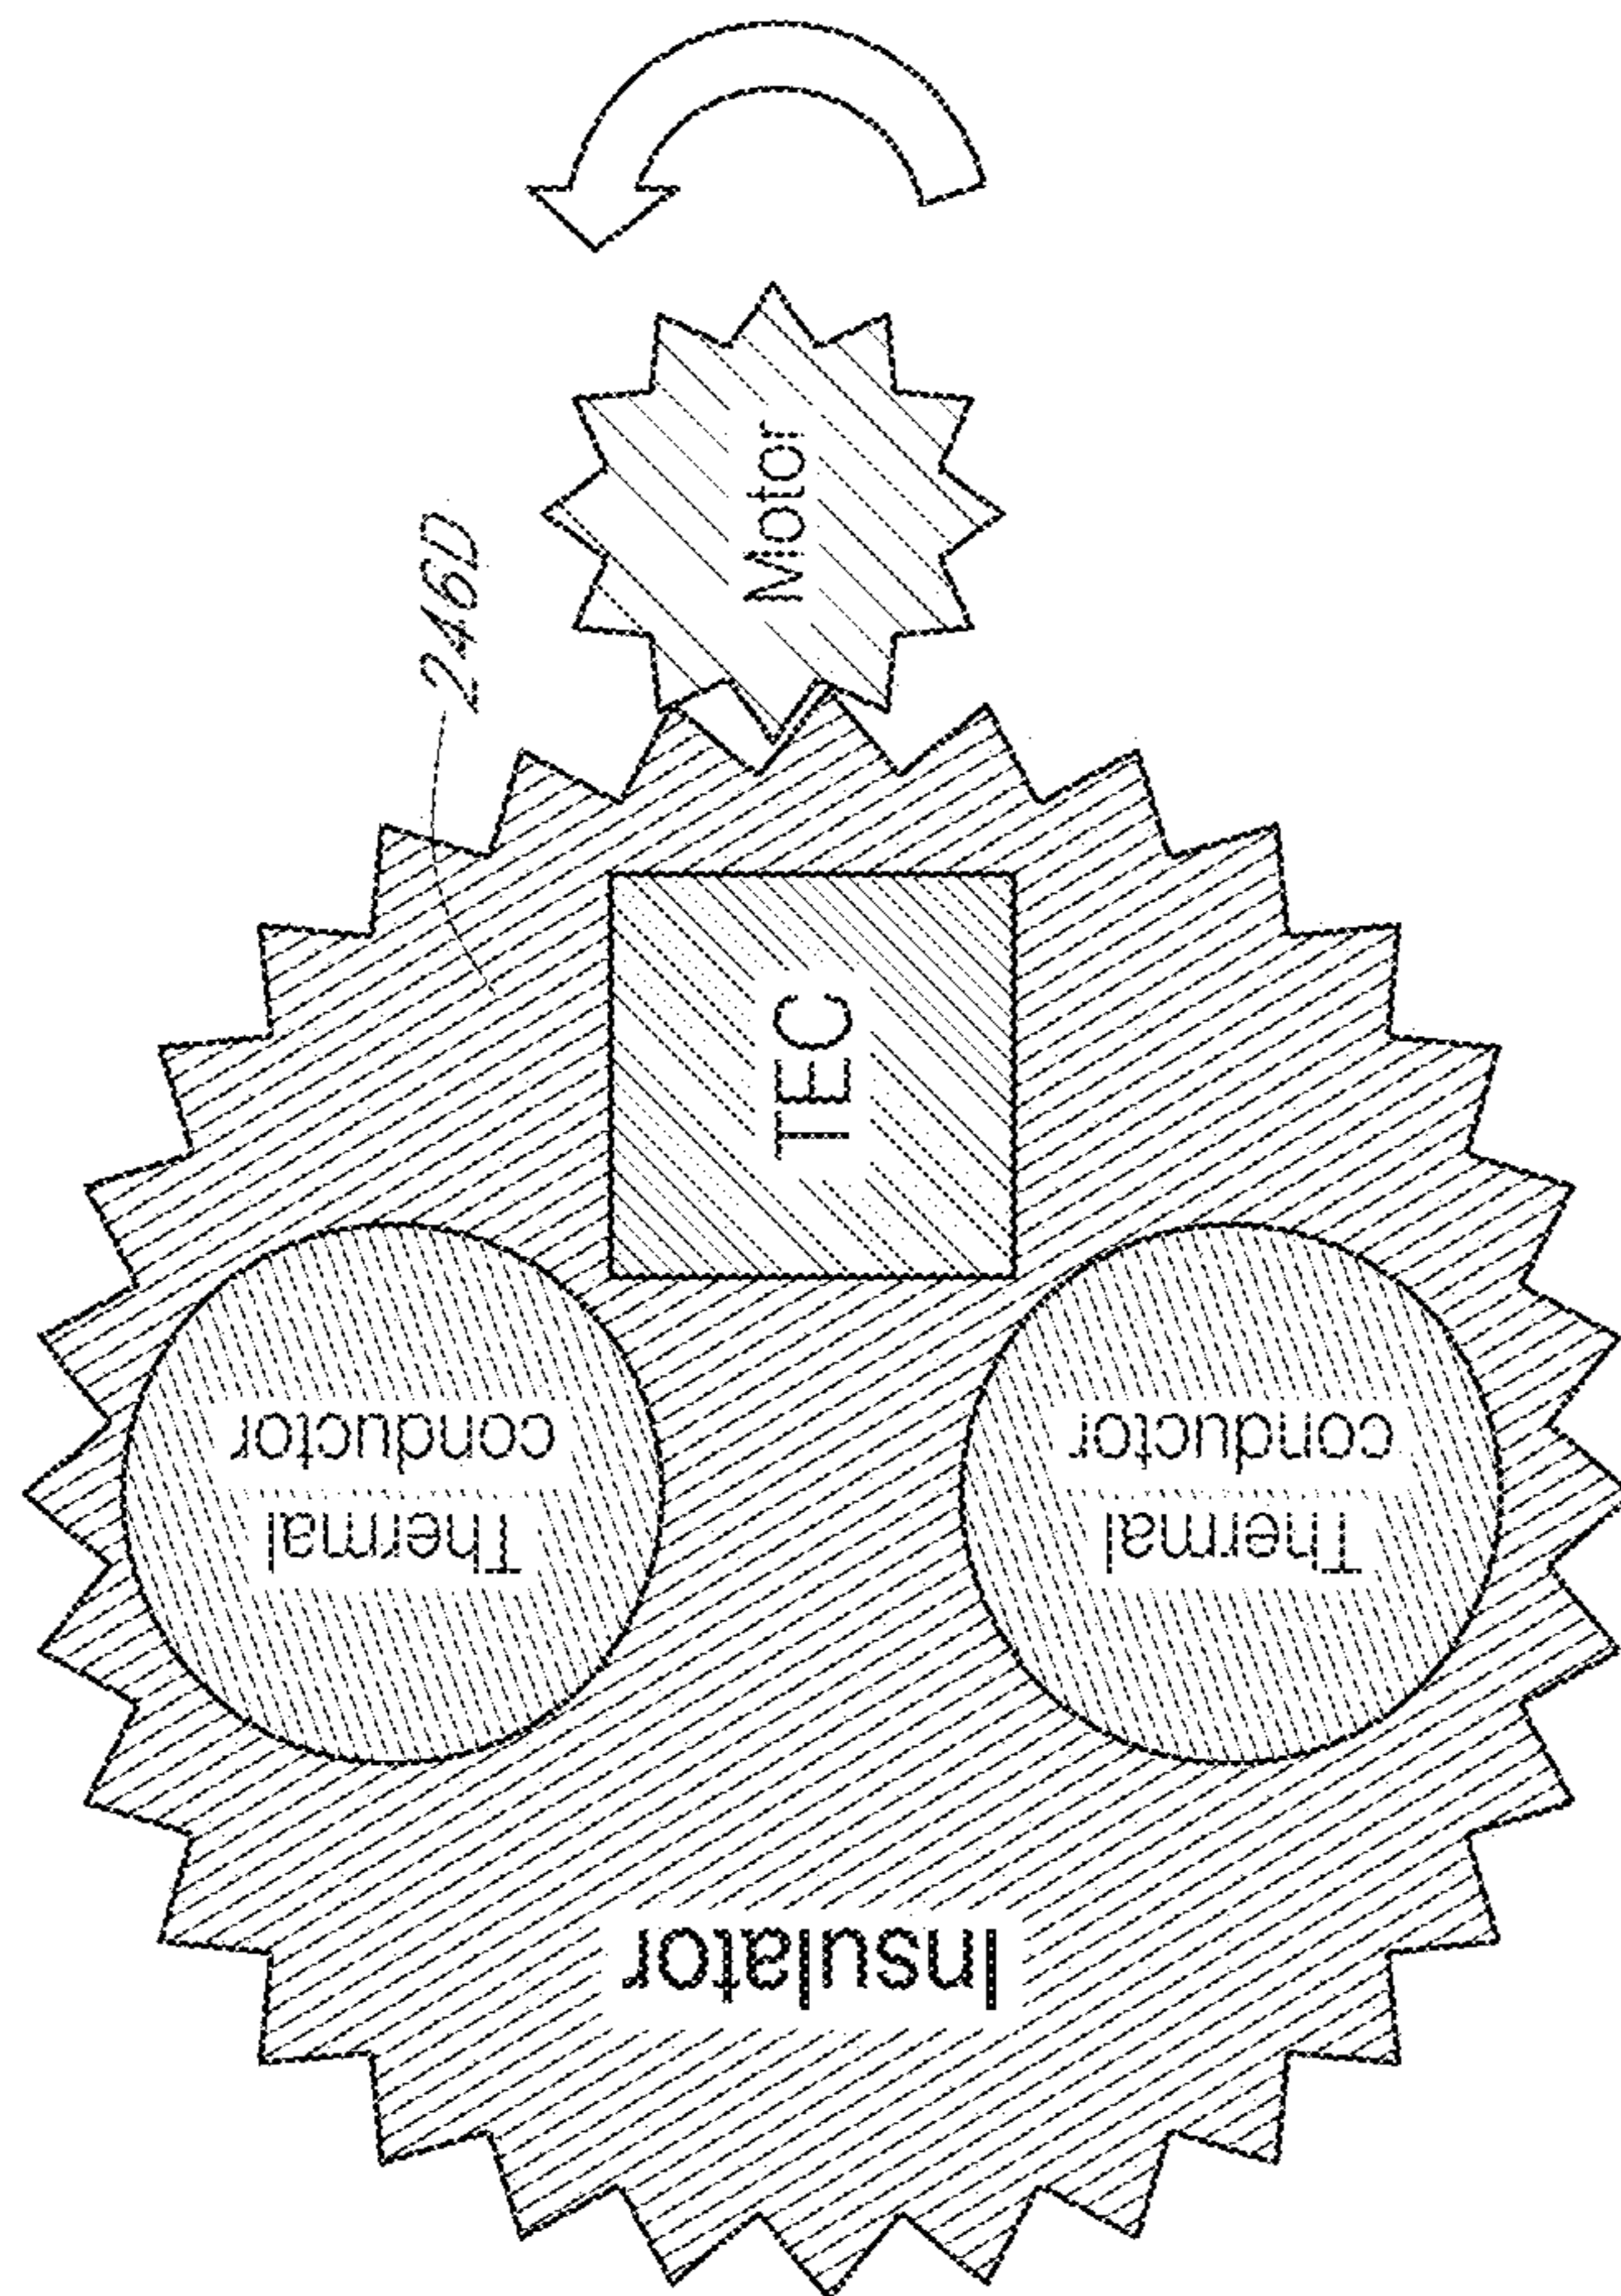 246D
Motor
TEC
Thermal
conductor
Thermal
conductor
Insulator